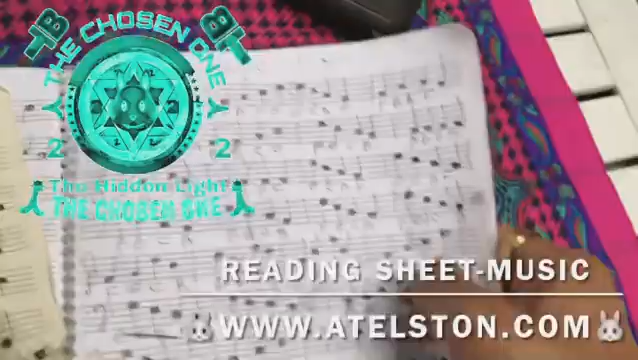 THE CHOSEN ONE
2 2
The Hidden Light
THE CHOSEN ONE
READING SHEET-MUSIC
WWW.ATELSTON.COM